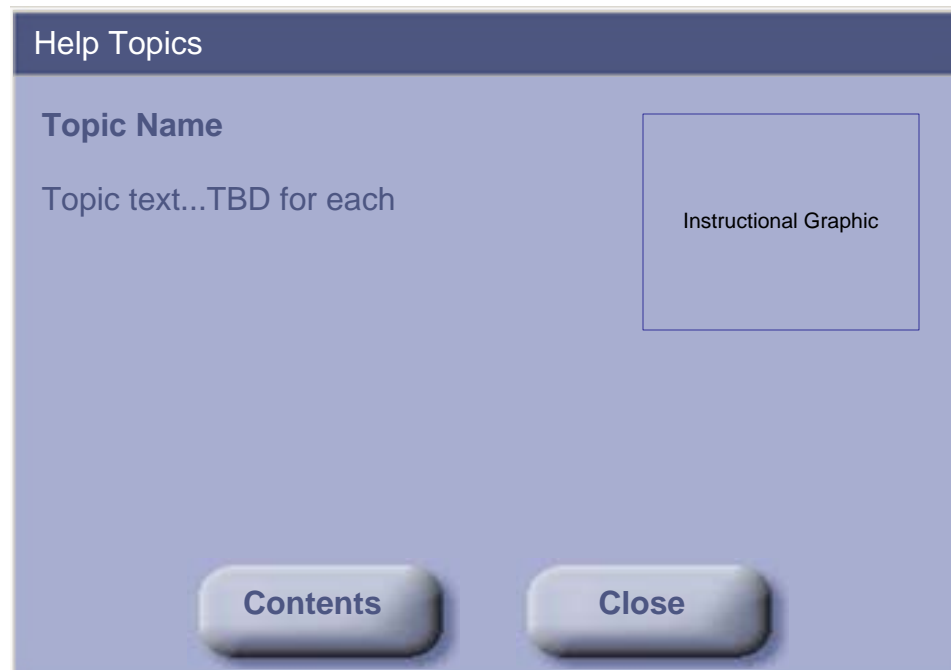 Help Topics
Topic Name
Topic text...TBD for each
Instructional Graphic
Contents
Close